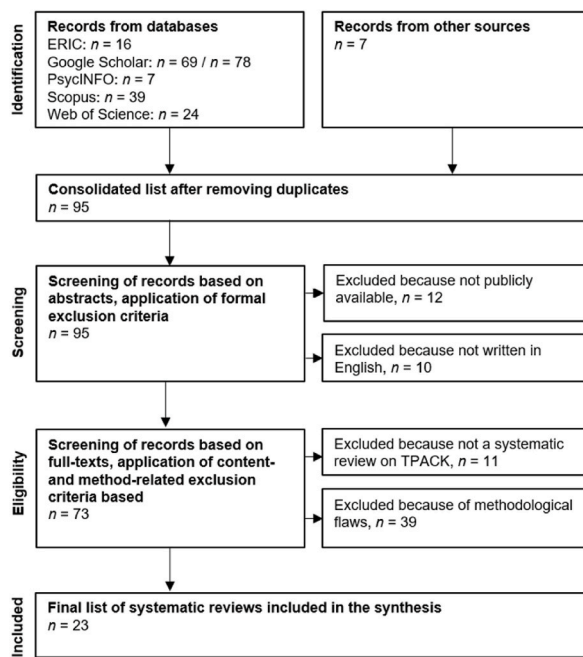 Identification
Records from databases
ERIC: n = 16
Google Scholar: n = 69 / n = 78
PsycINFO: n = 7
Scopus: n = 39
Web of Science: n = 24
Records from other sources
n = 7
Consolidated list after removing duplicates
n = 95
Screening
Screening of records based on
abstracts, application of formal
exclusion criteria
n = 95
Excluded because not publicly
available, n = 12
Excluded because not written in
English, n = 10
Eligibility
Screening of records based on
full-texts, application of content-
and method-related exclusion
criteria based
n = 73
Excluded because not a systematic
review on TPACK, n = 11
Excluded because of methodological
flaws, n = 39
Included
Final list of systematic reviews included in the synthesis
n = 23